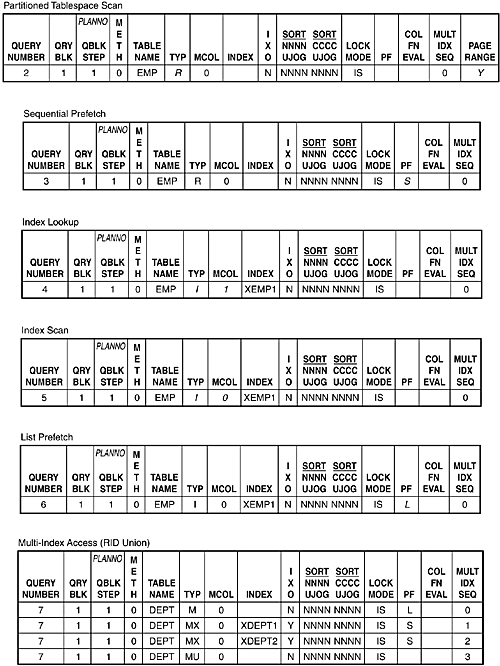 Partitioned Tablespace Scan
PLANNO M I SORT SORT COL MULT
QUERY QRY QBLK E TABLE X NNNN CCCC LOCK FN IDX PAGE
NUMBER BLK STEP T H NAME TYP MCOL INDEX O UJOG UJOG MODE PF EVAL SEQ RANGE
2 1 1 0 EMP R 0 N NNNN NNNN IS 0 Y
Sequential Prefetch
PLANNO M I SORT SORT COL MULT
QUERY QRY QBLK E T TABLE X NNNN CCCC LOCK FN IDX
NUMBER BLK STEP H NAME TYP MCOL INDEX O UJOG UJOG MODE PF EVAL SEQ
3 1 1 0 EMP R 0 N NNNN NNNN IS S 0
Index Lookup
PLANNO M I SORT SORT COL MULT
QUERY QRY QBLK E T TABLE X NNNN CCCC LOCK FN IDX
NUMBER BLK STEP H NAME TYP MCOL INDEX O UJOG UJOG MODE PF EVAL SEQ
4 1 1 0 EMP I 1 XEMP1 N NNNN NNNN IS 0
Index Scan
PLANNO M I SORT SORT COL MULT
QUERY QRY QBLK E T TABLE X NNNN CCCC LOCK FN IDX
NUMBER BLK STEP H NAME TYP MCOL INDEX O UJOG UJOG MODE PF EVAL SEQ
5 1 1 0 EMP I 0 XEMP1 N NNNN NNNN IS 0
List Prefetch
PLANNO M I SORT SORT COL MULT
QUERY QRY QBLK E T TABLE X NNNN CCCC LOCK FN IDX
NUMBER BLK STEP H NAME TYP MCOL INDEX O UJOG UJOG MODE PF EVAL SEQ
6 1 1 0 EMP I 0 XEMP1 N NNNN NNNN IS L 0
Multi-Index Access (RID Union)
PLANNO M I SORT SORT COL MULT
QUERY QRY QBLK E T TABLE X NNNN CCCC LOCK FN IDX
NUMBER BLK STEP H NAME TYP MCOL INDEX O UJOG UJOG MODE PF EVAL SEQ
7 1 1 0 DEPT M 0 N NNNN NNNN IS L 0
7 1 1 0 DEPT MX 0 XDEPT1 Y NNNN NNNN IS S 1
7 1 1 0 DEPT MX 0 XDEPT2 Y NNNN NNNN IS S 2
7 1 1 0 DEPT MU 0 N NNNN NNNN IS 3